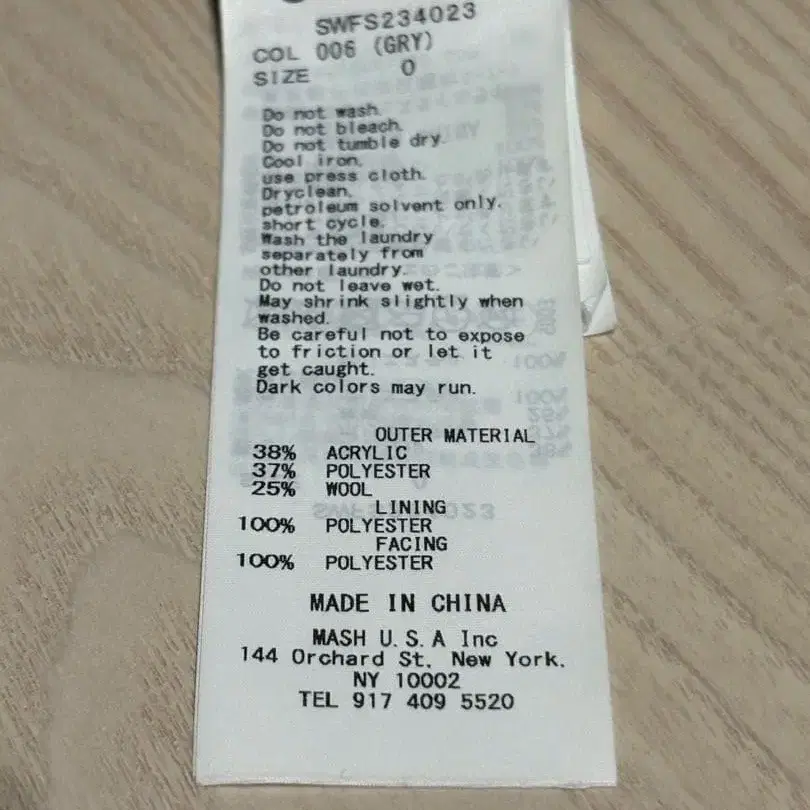 SWFS234023
COL 006 (GRY)
SIZE 0
Do not wash.
Do not bleach.
Do not tumble dry.
Cool iron.
use press cloth.
Dryclean.
petroleum solvent only.
short cycle.
Wash the laundry
separately from
other laundry.
Do not leave wet.
May shrink slightly when
washed.
Be careful not to expose
to friction or let it
get caught.
Dark colors may run.
OUTER MATERIAL
38% ACRYLIC
37% POLYESTER
25% WOOL
LINING
100% POLYESTER
FACING
100% POLYESTER
MADE IN CHINA
MASH U.S.A Inc
144 Orchard St. New York.
NY 10002
TEL 917 409 5520